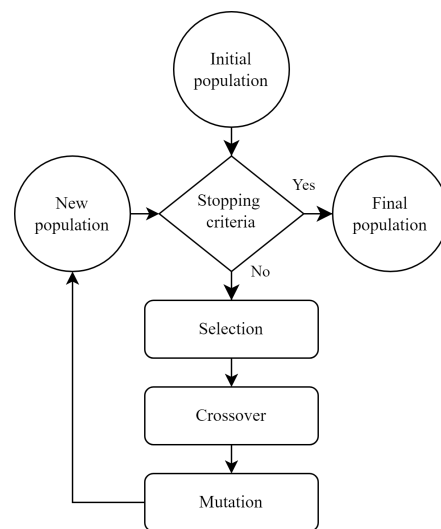 Initial
population
New
population
Stopping
criteria
Yes
Final
population
No
Selection
Crossover
Mutation